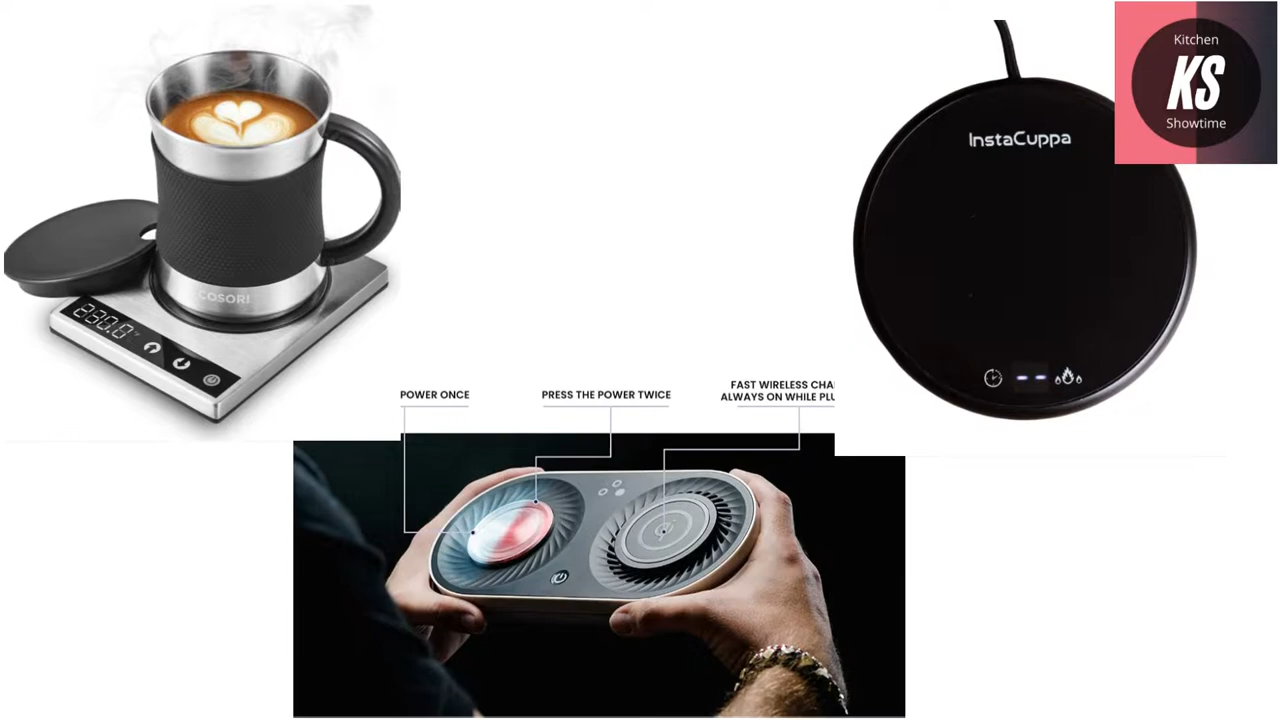 Kitchen
KS
Showtime
InstaCuppa
COSORI
POWER ONCE
PRESS THE POWER TWICE
FAST WIRELESS CHA
ALWAYS ON WHILE PLU